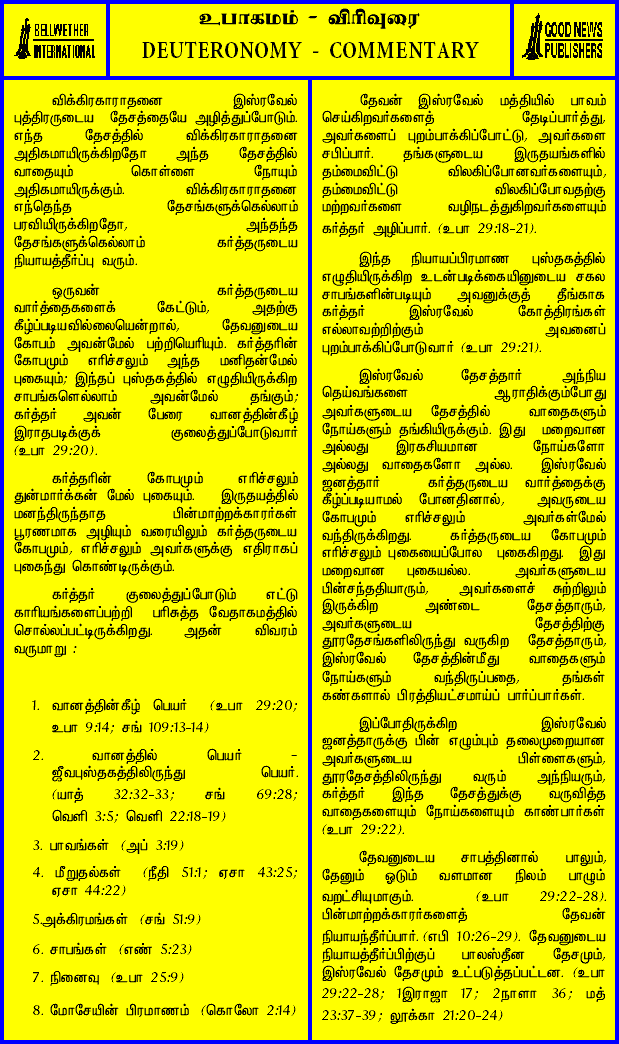 BELLWETHER
INTERNATIONAL
உபாகமம் - விரிவுரை
DEUTERONOMY - COMMENTARY
GOOD NEWS
PUBLISHERS
விக்கிரகாராதனை இஸ்ரவேல்
புத்திரருடைய தேசத்தையே அழித்துப்போடும்.
எந்த தேசத்தில் விக்கிரகாராதனை
அதிகமாயிருக்கிறதோ அந்த தேசத்தில்
வாதையும் கொள்ளை நோயும்
அதிகமாயிருக்கும். விக்கிரகாராதனை
எந்தெந்த தேசங்களுக்கெல்லாம்
பரவியிருக்கிறதோ, அந்தந்த
தேசங்களுக்கெல்லாம் கர்த்தருடைய
நியாயத்தீர்ப்பு வரும்.
ஒருவன் கர்த்தருடைய
வார்த்தைகளைக் கேட்டும், அதற்கு
கீழ்ப்படியவில்லையென்றால், தேவனுடைய
கோபம் அவன்மேல் பற்றியெரியும். கர்த்தரின்
கோபமும் எரிச்சலும் அந்த மனிதன்மேல்
புகையும்; இந்தப் புஸ்தகத்தில் எழுதியிருக்கிற
சாபங்களெல்லாம் அவன்மேல் தங்கும்;
கர்த்தர் அவன் பேரை வானத்தின்கீழ்
இராதபடிக்குக் குலைத்துப்போடுவார்
(உபா 29:20).
கர்த்தரின் கோபமும் எரிச்சலும்
துன்மார்க்கன் மேல் புகையும். இருதயத்தில்
மனந்திருந்தாத பின்மாற்றக்காரர்கள்
பூரணமாக அழியும் வரையிலும் கர்த்தருடைய
கோபமும், எரிச்சலும் அவர்களுக்கு எதிராகப்
புகைந்து கொண்டிருக்கும்.
கர்த்தர் குலைத்துப்போடும் எட்டு
காரியங்களைப்பற்றி பரிசுத்த வேதாகமத்தில்
சொல்லப்பட்டிருக்கிறது. அதன் விவரம்
வருமாறு :
1. வானத்தின்கீழ் பெயர் (உபா 29:20;
உபா 9:14; சங் 109:13-14)
2. வானத்தில் பெயர் -
ஜீவபுஸ்தகத்திலிருந்து பெயர்.
(யாத் 32:32-33; சங் 69:28;
வெளி 3:5; வெளி 22:18-19)
3. பாவங்கள் (அப் 3:19)
4. மீறுதல்கள் (நீதி 51:1; ஏசா 43:25;
ஏசா 44:22)
5.அக்கிரமங்கள் (சங் 51:9)
6. சாபங்கள் (எண் 5:23)
7. நினைவு (உபா 25:9)
8. மோசேயின் பிரமாணம் (கொலோ 2:14)
தேவன் இஸ்ரவேல் மத்தியில் பாவம்
செய்கிறவர்களைத் தேடிப்பார்த்து,
அவர்களைப் புறம்பாக்கிப்போட்டு, அவர்களை
சபிப்பார். தங்களுடைய இருதயங்களில்
தம்மைவிட்டு விலகிப்போனவர்களையும்,
தம்மைவிட்டு விலகிப்போவதற்கு
மற்றவர்களை வழிநடத்துகிறவர்களையும்
கர்த்தர் அழிப்பார். (உபா 29:18-21).
இந்த நியாயப்பிரமாண புஸ்தகத்தில்
எழுதியிருக்கிற உடன்படிக்கையினுடைய சகல
சாபங்களின்படியும் அவனுக்குத் தீங்காக
கர்த்தர் இஸ்ரவேல் கோத்திரங்கள்
எல்லாவற்றிற்கும் அவனைப்
புறம்பாக்கிப்போடுவார் (உபா 29:21).
இஸ்ரவேல் தேசத்தார் அந்நிய
தெய்வங்களை ஆராதிக்கும்போது
அவர்களுடைய தேசத்தில் வாதைகளும்
நோய்களும் தங்கியிருக்கும். இது மறைவான
அல்லது இரகசியமான நோய்களோ
அல்லது வாதைகளோ அல்ல. இஸ்ரவேல்
ஜனத்தார் கர்த்தருடைய வார்த்தைக்கு
கீழ்ப்படியாமல் போனதினால், அவருடைய
கோபமும் எரிச்சலும் அவர்கள்மேல்
வந்திருக்கிறது. கர்த்தருடைய கோபமும்
எரிச்சலும் புகையைப்போல புகைகிறது. இது
மறைவான புகையல்ல. அவர்களுடைய
பின்சந்ததியாரும், அவர்களைச் சுற்றிலும்
இருக்கிற அண்டை தேசத்தாரும்,
அவர்களுடைய தேசத்திற்கு
தூரதேசங்களிலிருந்து வருகிற தேசத்தாரும்,
இஸ்ரவேல் தேசத்தின்மீது வாதைகளும்
நோய்களும் வந்திருப்பதை, தங்கள்
கண்களால் பிரத்தியட்சமாய்ப் பார்ப்பார்கள்.
இப்போதிருக்கிற இஸ்ரவேல்
ஜனத்தாருக்கு பின் எழும்பும் தலைமுறையான
அவர்களுடைய பிள்ளைகளும்,
தூரதேசத்திலிருந்து வரும் அந்நியரும்,
கர்த்தர் இந்த தேசத்துக்கு வருவித்த
வாதைகளையும் நோய்களையும் காண்பார்கள்
(உபா 29:22).
தேவனுடைய சாபத்தினால் பாலும்,
தேனும் ஓடும் வளமான நிலம் பாழும்
வறட்சியுமாகும். (உபா 29:22-28).
பின்மாற்றக்காரர்களைத் தேவன்
நியாயந்தீர்ப்பார். (எபி 10:26-29). தேவனுடைய
நியாயத்தீர்ப்பிற்குப் பாலஸ்தீன தேசமும்,
இஸ்ரவேல் தேசமும் உட்படுத்தப்பட்டன. (உபா
29:22-28; 1இராஜா 17; 2நாளா 36; மத்
23:37-39; லூக்கா 21:20-24)